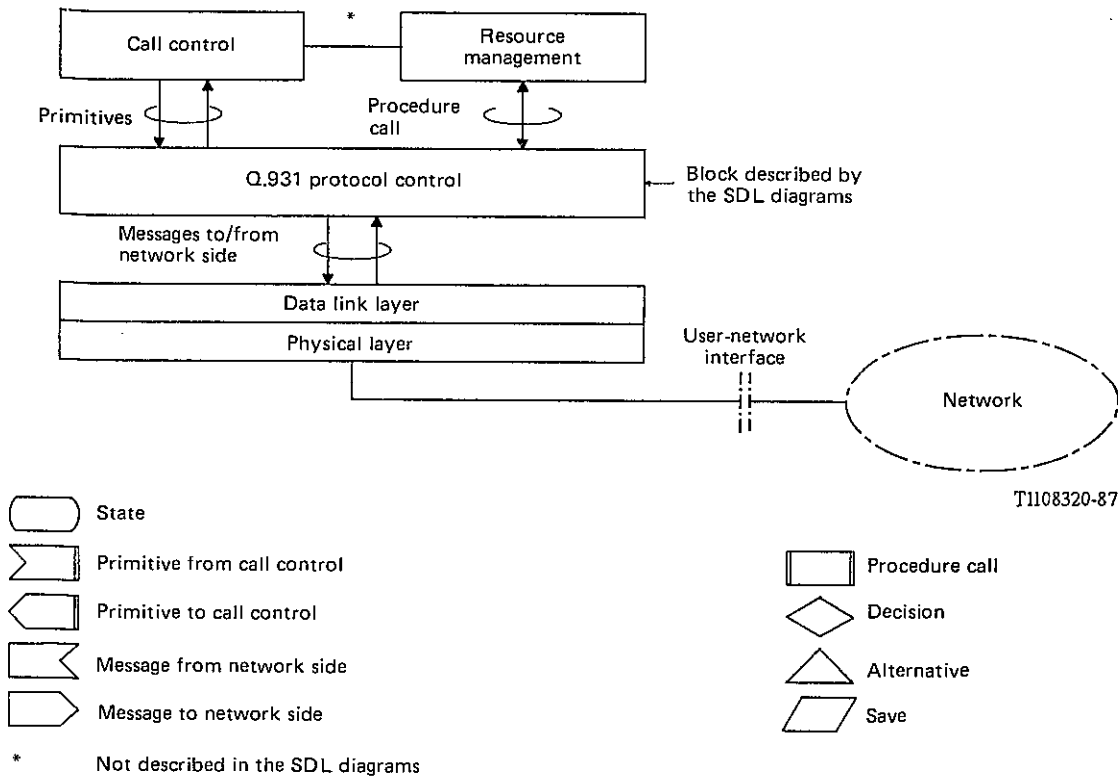 *
Call control
Resource
management
Primitives
Procedure
call
Q.931 protocol control
Block described by
the SDL diagrams
Messages to/from
network side
Data link layer
Physical layer
User-network
interface
Network
T1108320-87
State
Primitive from call control
Primitive to call control
Message from network side
Message to network side
* Not described in the SDL diagrams
Procedure call
Decision
Alternative
Save